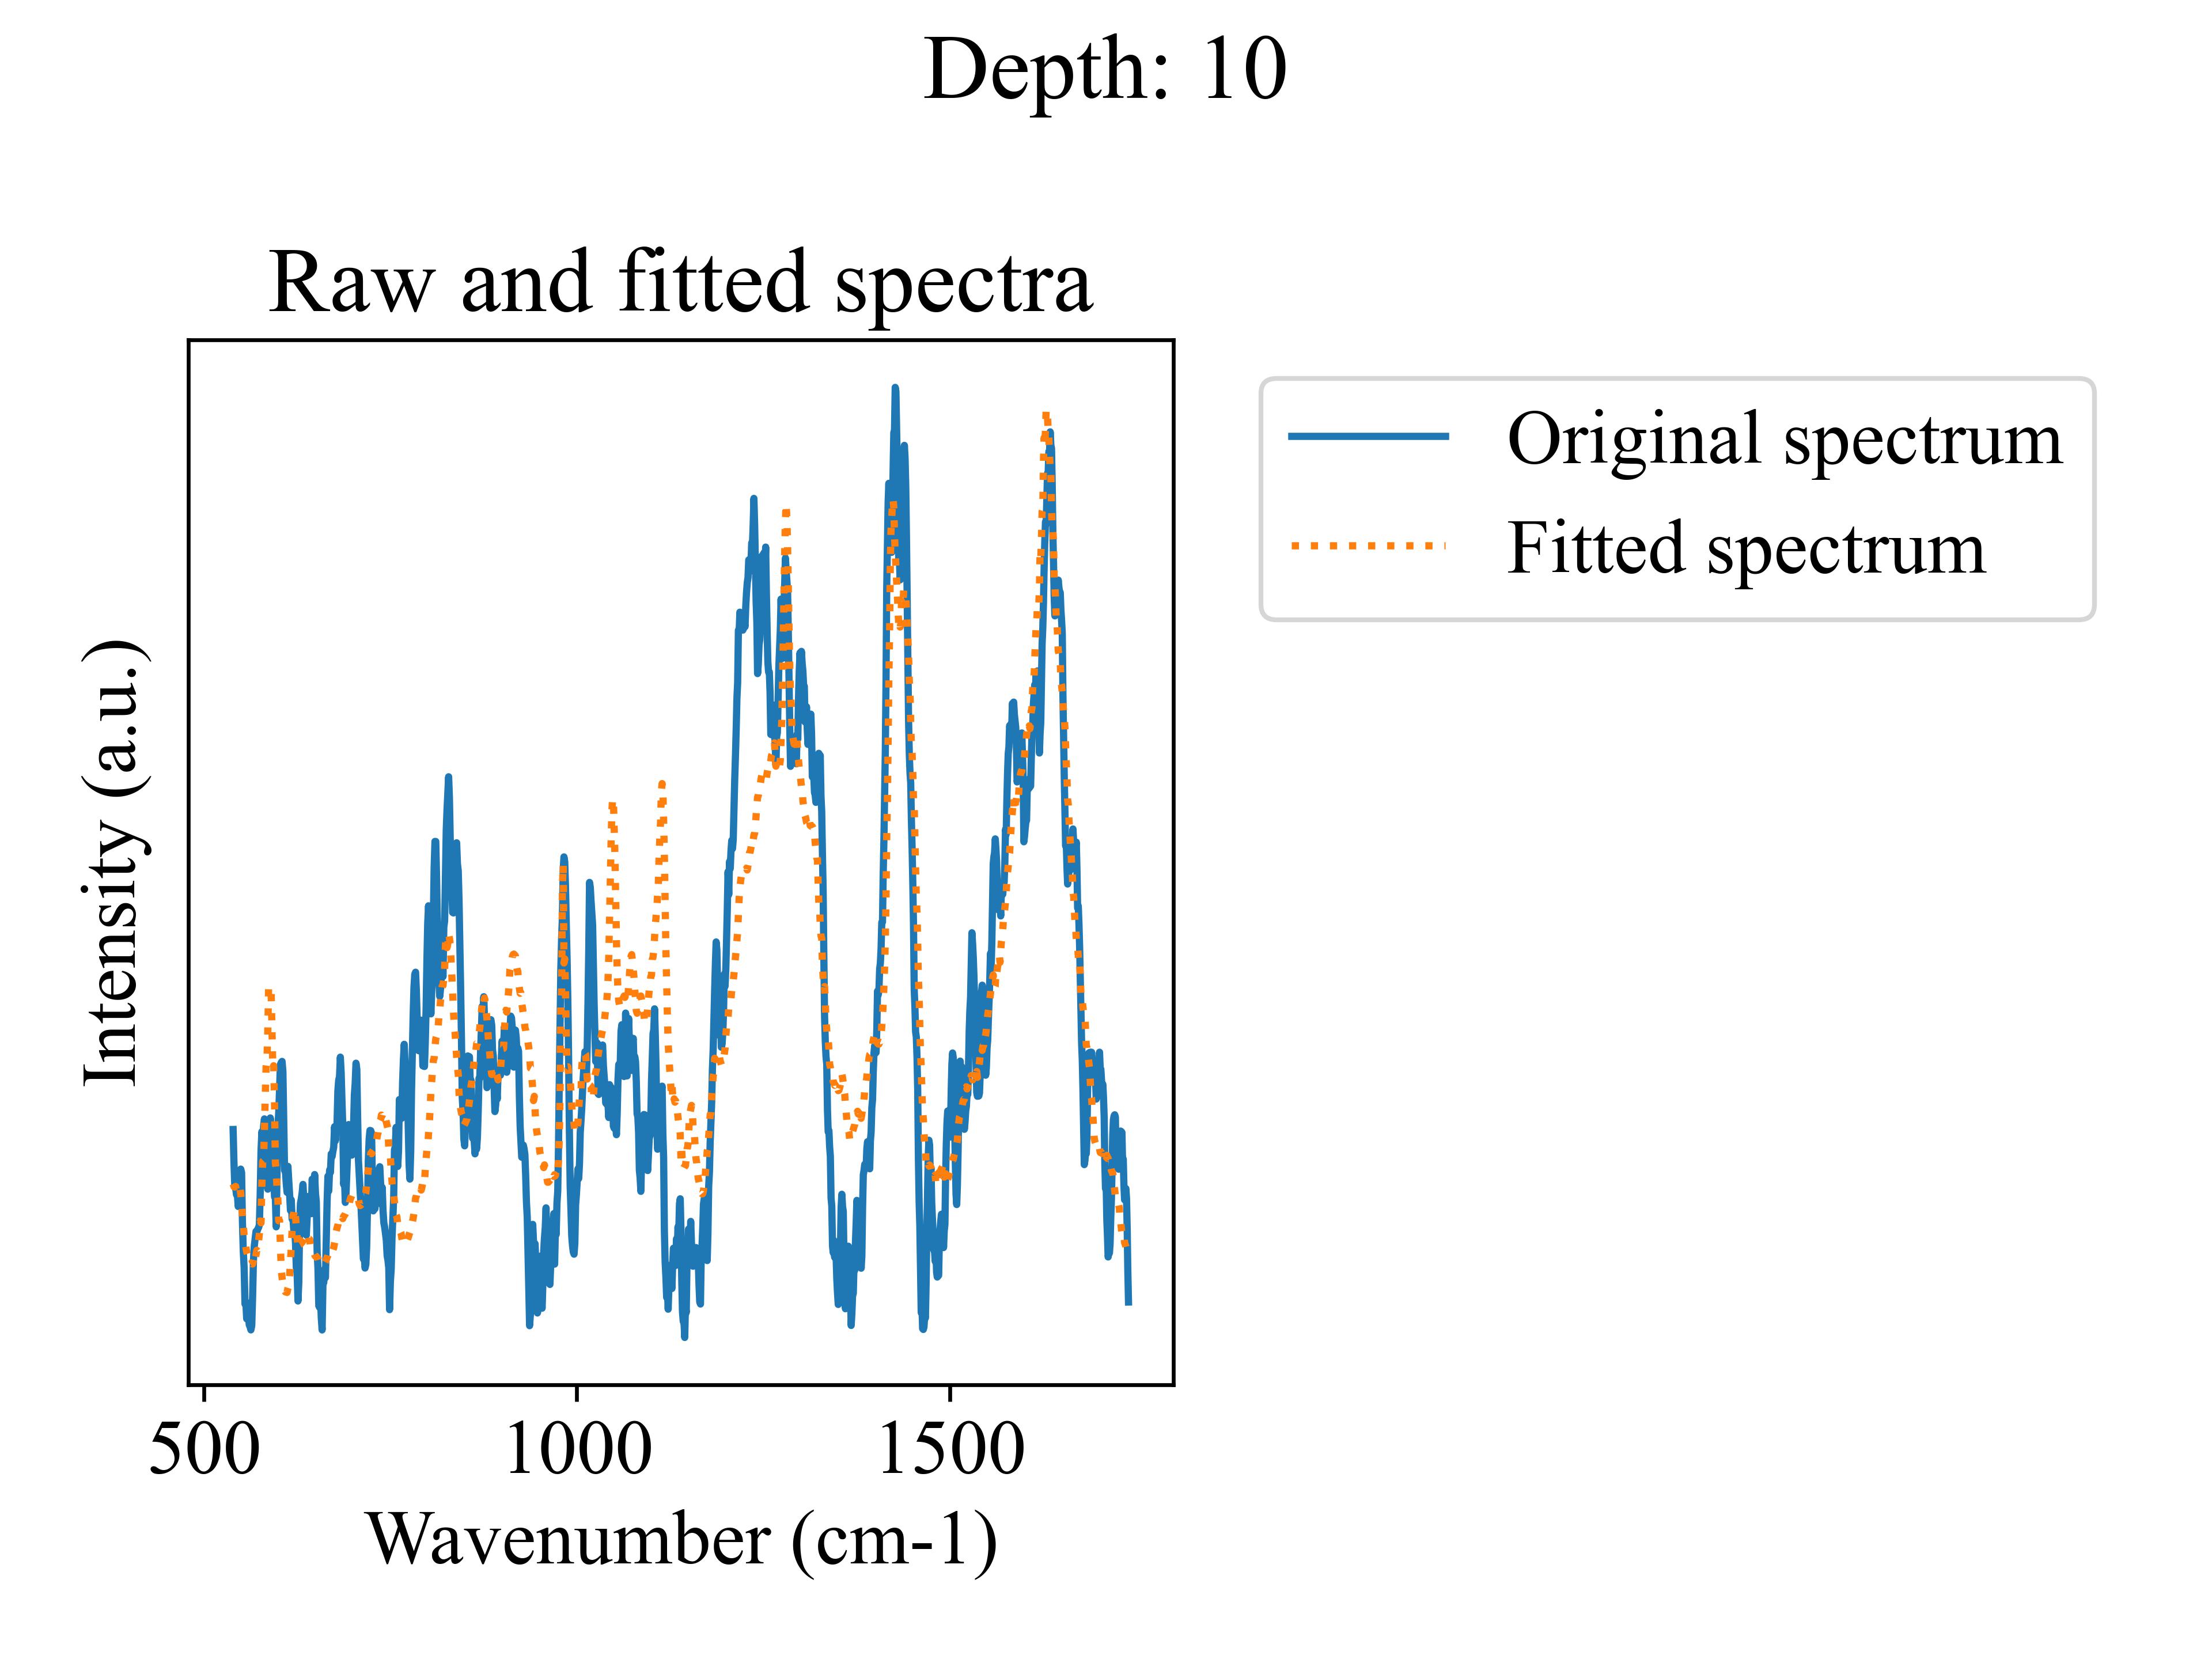 Depth: 10
Raw and fitted spectra
Original spectrum
Fitted spectrum
Intensity (a.u.)
500 1000 1500
Wavenumber (cm-1)